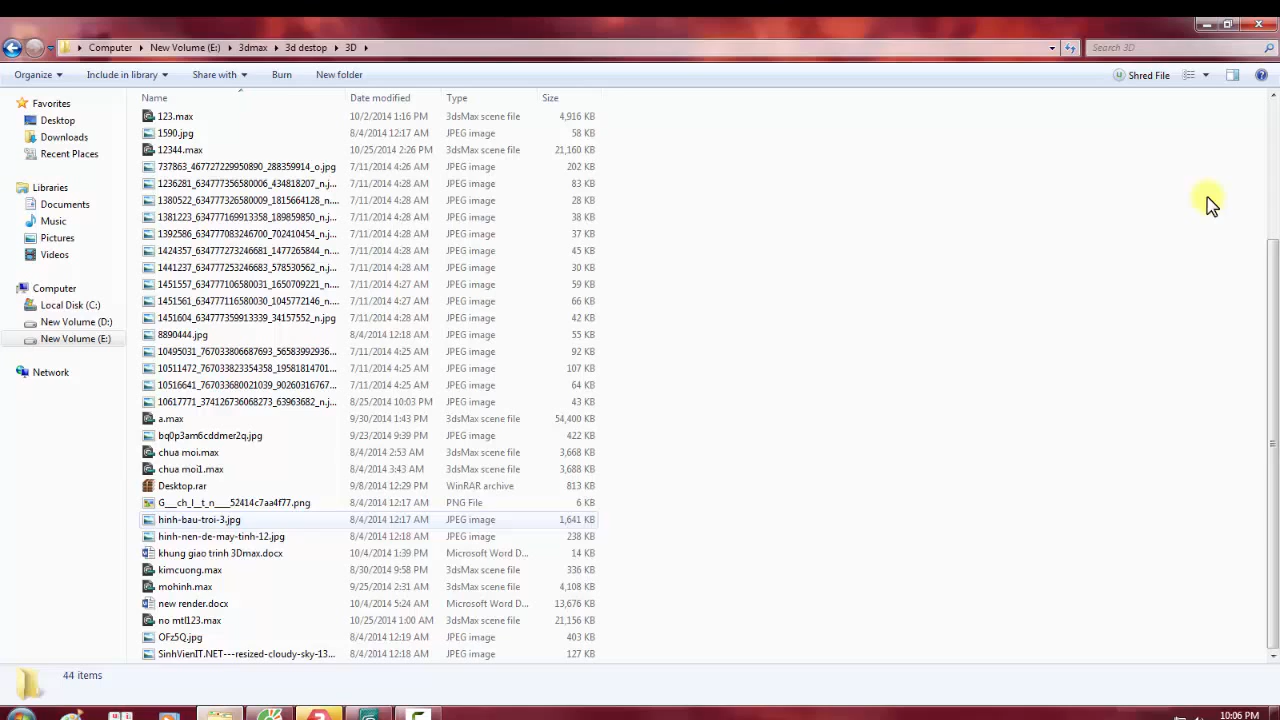 Computer New Volume (E:) 3dmax 3d destop 3D Search 3D
Organize Include in library Share with Burn New folder Shred File
Favorites
Desktop
Downloads
Recent Places
Libraries
Documents
Music
Pictures
Videos
Computer
Local Disk (C:)
New Volume (D:)
New Volume (E:)
Network
Name Date modified Type Size
123.max 10/2/2014 1:16 PM 3dsMax scene file 4,916 KB
1590.jpg 8/4/2014 12:17 AM JPEG image 58 KB
12344.max 10/25/2014 2:26 PM 3dsMax scene file 21,160 KB
737863_467727229950890_288359914_o.jpg 7/11/2014 4:26 AM JPEG image 202 KB
1236281_634777356580006_434818207_n.j... 7/11/2014 4:28 AM JPEG image 83 KB
1380522_634777326580009_1815664128_n... 7/11/2014 4:28 AM JPEG image 28 KB
1381223_634777169913358_189859850_n.j... 7/11/2014 4:28 AM JPEG image 38 KB
1392586_634777083246700_702410454_n.j... 7/11/2014 4:28 AM JPEG image 37 KB
1424357_634777273246681_1477265844_n... 7/11/2014 4:28 AM JPEG image 45 KB
1441237_634777253246683_578530562_n.j... 7/11/2014 4:28 AM JPEG image 30 KB
1451557_634777106580031_1650709221_n... 7/11/2014 4:27 AM JPEG image 59 KB
1451561_634777116580030_1045772146_n... 7/11/2014 4:27 AM JPEG image 66 KB
1451604_634777359913339_34157552_n.jpg 7/11/2014 4:28 AM JPEG image 42 KB
8890444.jpg 8/4/2014 12:18 AM JPEG image 55 KB
10495031_767033806687693_56583992936... 7/11/2014 4:25 AM JPEG image 92 KB
10511472_767033823354358_19581814701... 7/11/2014 4:25 AM JPEG image 107 KB
10516641_767033680021039_90260316767... 7/11/2014 4:25 AM JPEG image 64 KB
10617771_374126736068273_63963682_n.j... 8/25/2014 10:03 PM JPEG image 43 KB
a.max 9/30/2014 1:43 PM 3dsMax scene file 54,400 KB
bq0p3am6cddmer2q.jpg 9/23/2014 9:39 PM JPEG image 422 KB
chua moi.max 8/4/2014 2:53 AM 3dsMax scene file 3,668 KB
chua moi1.max 8/4/2014 3:43 AM 3dsMax scene file 3,688 KB
Desktop.rar 9/8/2014 12:29 PM WinRAR archive 813 KB
G___ch_l__t_n____52414c7aa4f77.png 8/4/2014 12:17 AM PNG File 6 KB
hinh-bau-troi-3.jpg 8/4/2014 12:17 AM JPEG image 1,641 KB
hinh-nen-de-may-tinh-12.jpg 8/4/2014 12:18 AM JPEG image 238 KB
khung giao trinh 3Dmax.docx 10/4/2014 1:39 PM Microsoft Word D... 14 KB
kimcuong.max 8/30/2014 9:58 PM 3dsMax scene file 336 KB
mohinh.max 9/25/2014 2:31 AM 3dsMax scene file 4,108 KB
new render.docx 10/4/2014 5:24 AM Microsoft Word D... 13,676 KB
no mtl123.max 10/25/2014 1:00 AM 3dsMax scene file 21,156 KB
OFz5Q.jpg 8/4/2014 12:19 AM JPEG image 403 KB
SinhVienIT.NET---resized-cloudy-sky-13... 8/4/2014 12:18 AM JPEG image 127 KB
44 items
10:06 PM